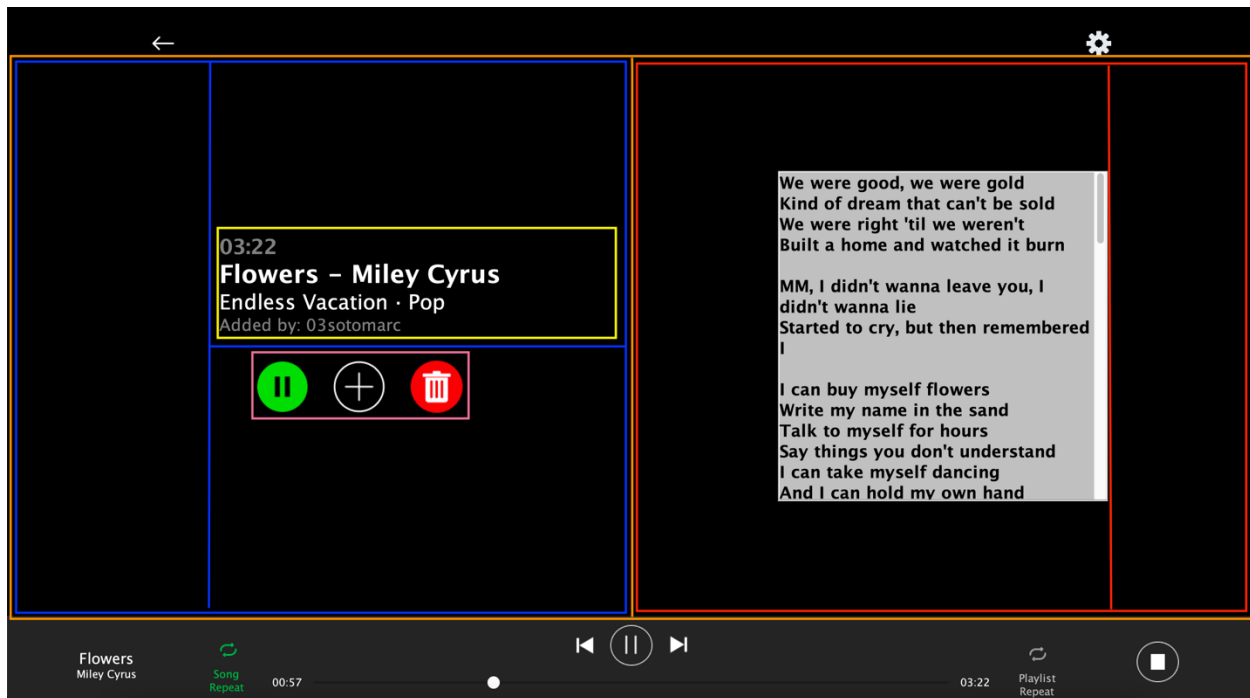 03:22
Flowers – Miley Cyrus
Endless Vacation · Pop
Added by: 03sotomarc
We were good, we were gold
Kind of dream that can't be sold
We were right 'til we weren't
Built a home and watched it burn
MM, I didn't wanna leave you, I
didn't wanna lie
Started to cry, but then remembered
I
I can buy myself flowers
Write my name in the sand
Talk to myself for hours
Say things you don't understand
I can take myself dancing
And I can hold my own hand
Flowers
Miley Cyrus
Song
Repeat
00:57
03:22
Playlist
Repeat